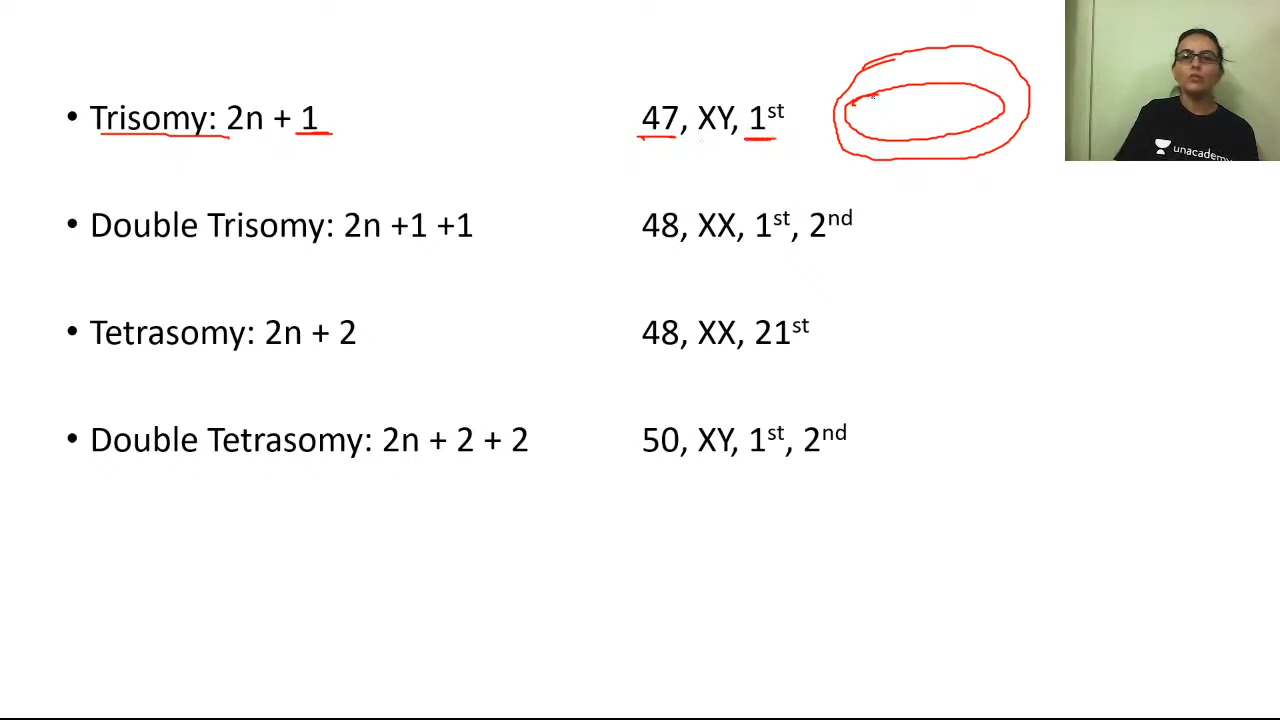 • Trisomy: 2n + 1 47, XY, 1st
• Double Trisomy: 2n +1 +1 48, XX, 1st, 2nd
• Tetrasomy: 2n + 2 48, XX, 21st
• Double Tetrasomy: 2n + 2 + 2 50, XY, 1st, 2nd
unacademy